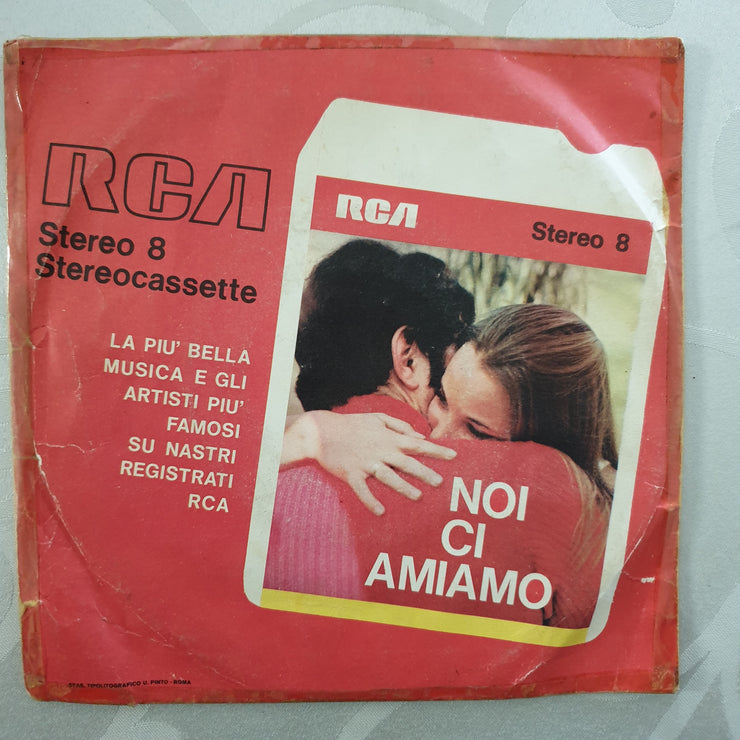 RCA
Stereo 8
Stereocassette
LA PIU' BELLA
MUSICA E GLI
ARTISTI PIU'
FAMOSI
SU NASTRI
REGISTRATI
RCA
RCA
Stereo 8
NOI
CI
AMIAMO
STAB. TIPOLITOGRAFICO U. PINTO - ROMA